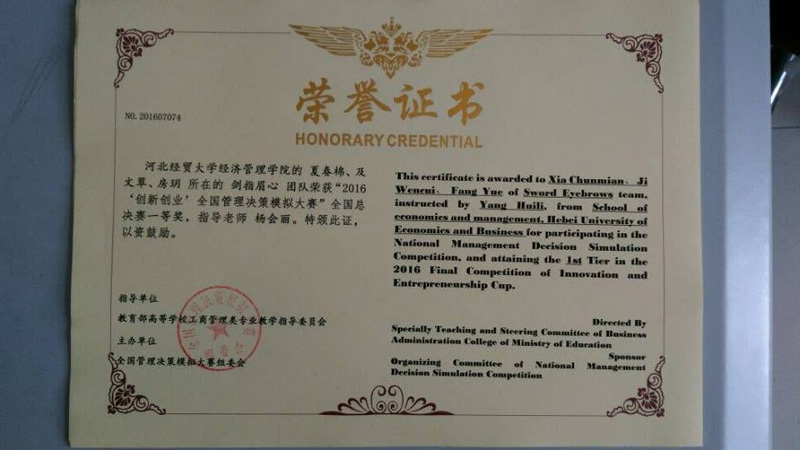 荣誉证书
HONORARY CREDENTIAL
NO. 201607074
河北经贸大学经济管理学院的 夏春棉、及
文萃、房玥 所在的 剑指眉心 团队荣获“2016
‘创新创业’全国管理决策模拟大赛”全国总
决赛一等奖，指导老师 杨会丽。特颁此证，
以资鼓励。
指导单位
教育部高等学校工商管理类专业教学指导委员会
主办单位
全国管理决策模拟大赛组委会
This certificate is awarded to Xia Chunmian、Ji
Wencui、Fang Yue of Sword Eyebrows team,
instructed by Yang Huili, from School of
economics and management, Hebei University of
Economics and Business for participating in the
National Management Decision Simulation
Competition, and attaining the 1st Tier in the
2016 Final Competition of Innovation and
Entrepreneurship Cup.
Directed By
Specially Teaching and Steering Committee of Business
Administration College of Ministry of Education
Sponsor
Organizing Committee of National Management
Decision Simulation Competition